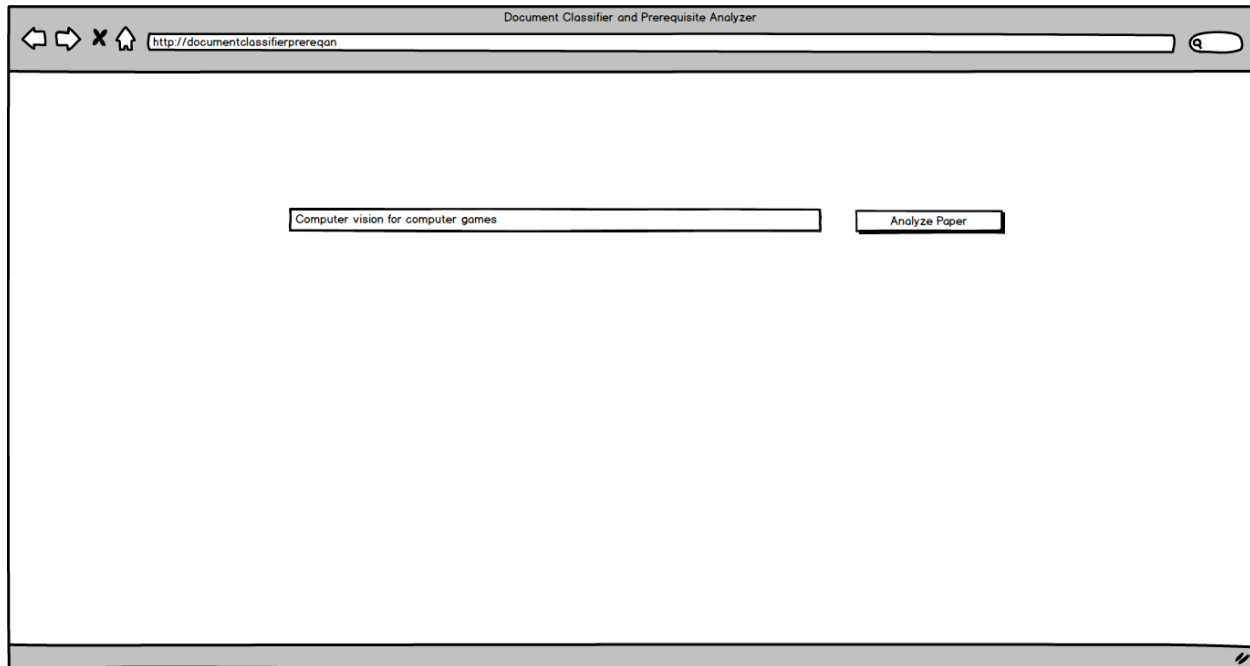 Document Classifier and Prerequisite Analyzer
http://documentclassifierprereqan
Computer vision for computer games
Analyze Paper